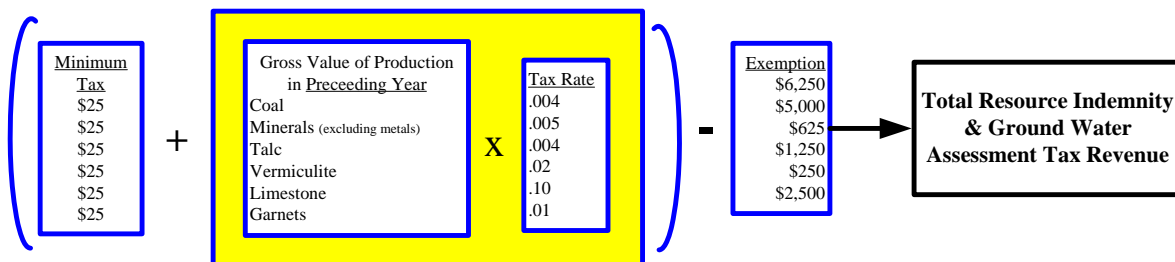 Minimum
Tax
$25
$25
$25
$25
$25
$25
+
Gross Value of Production
in Preceeding Year
Coal
Minerals (excluding metals)
Talc
Vermiculite
Limestone
Garnets
X
Tax Rate
.004
.005
.004
.02
.10
.01
-
Exemption
$6,250
$5,000
$625
$1,250
$250
$2,500
Total Resource Indemnity
& Ground Water
Assessment Tax Revenue